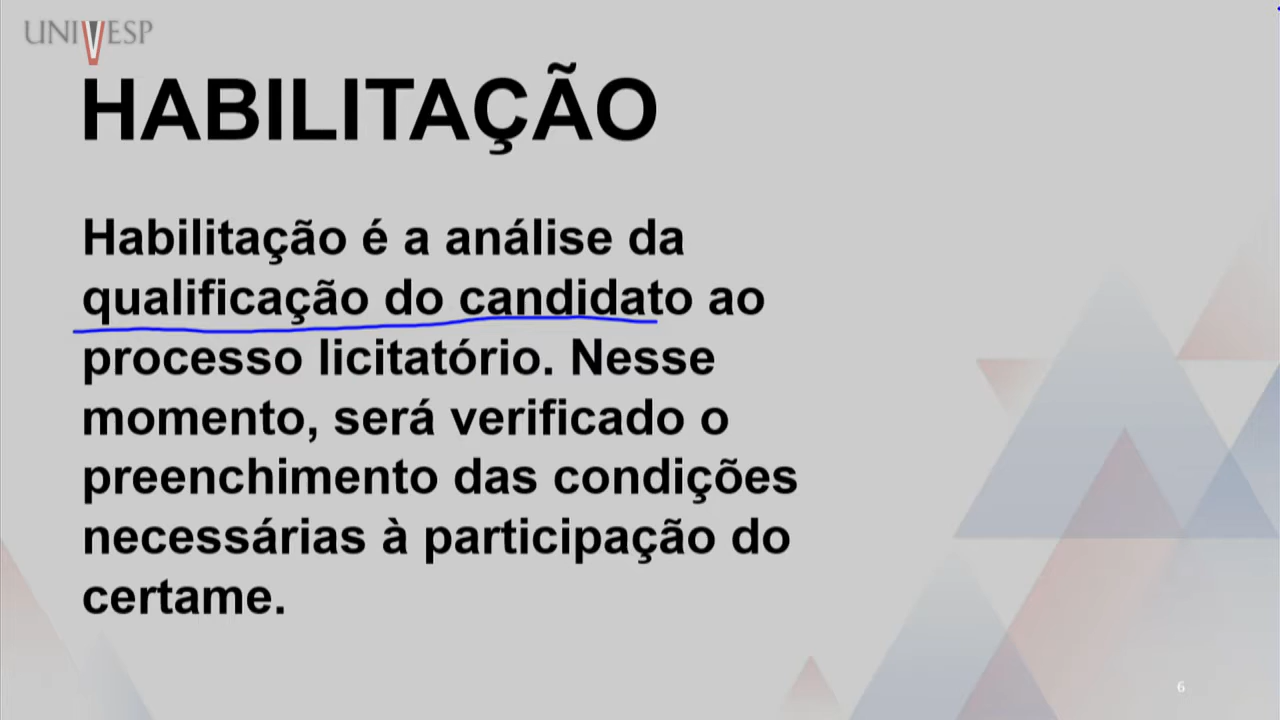 UNIVESP
HABILITAÇÃO
Habilitação é a análise da
qualificação do candidato ao
processo licitatório. Nesse
momento, será verificado o
preenchimento das condições
necessárias à participação do
certame.
6